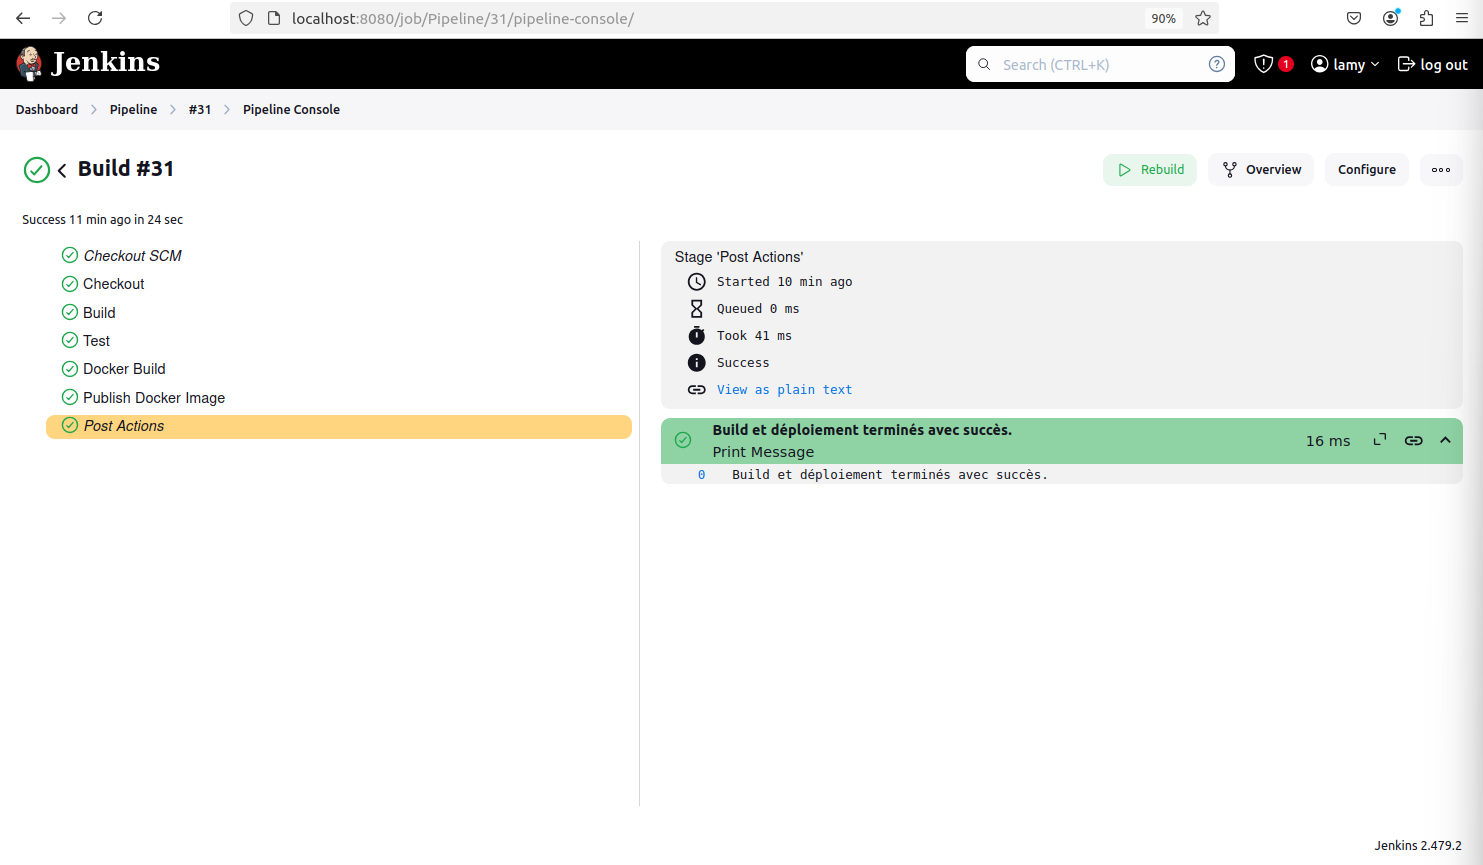 localhost:8080/job/Pipeline/31/pipeline-console/
90%
Jenkins
Search (CTRL+K)
?
1
lamy
log out
Dashboard
Pipeline
#31
Pipeline Console
Build #31
Rebuild
Overview
Configure
Success 11 min ago in 24 sec
Checkout SCM
Checkout
Build
Test
Docker Build
Publish Docker Image
Post Actions
Stage 'Post Actions'
Started 10 min ago
Queued 0 ms
Took 41 ms
Success
View as plain text
Build et déploiement terminés avec succès.
Print Message
16 ms
0 Build et déploiement terminés avec succès.
Jenkins 2.479.2